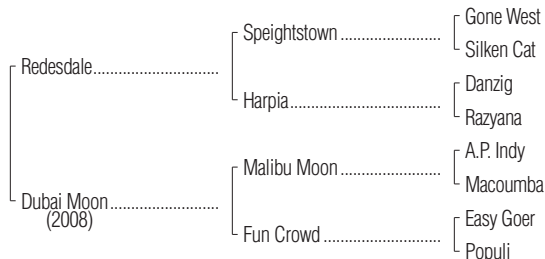 Gone West
Speightstown
Silken Cat
Redesdale
Danzig
Harpia
Razyana
A.P. Indy
Malibu Moon
Macoumba
Dubai Moon
(2008)
Easy Goer
Fun Crowd
Populi